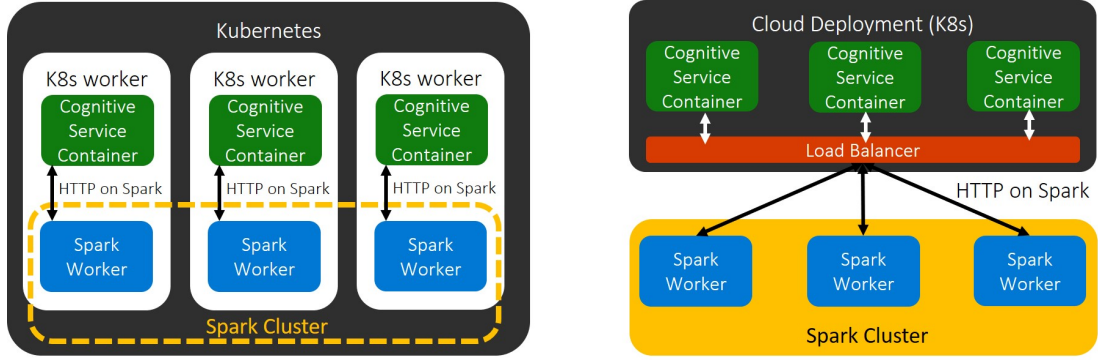 Kubernetes
K8s worker
Cognitive
Service
Container
HTTP on Spark
Spark
Worker
K8s worker
Cognitive
Service
Container
HTTP on Spark
Spark
Worker
K8s worker
Cognitive
Service
Container
HTTP on Spark
Spark
Worker
Spark Cluster
Cloud Deployment (K8s)
Cognitive
Service
Container
Cognitive
Service
Container
Cognitive
Service
Container
Load Balancer
HTTP on Spark
Spark
Worker
Spark
Worker
Spark
Worker
Spark Cluster